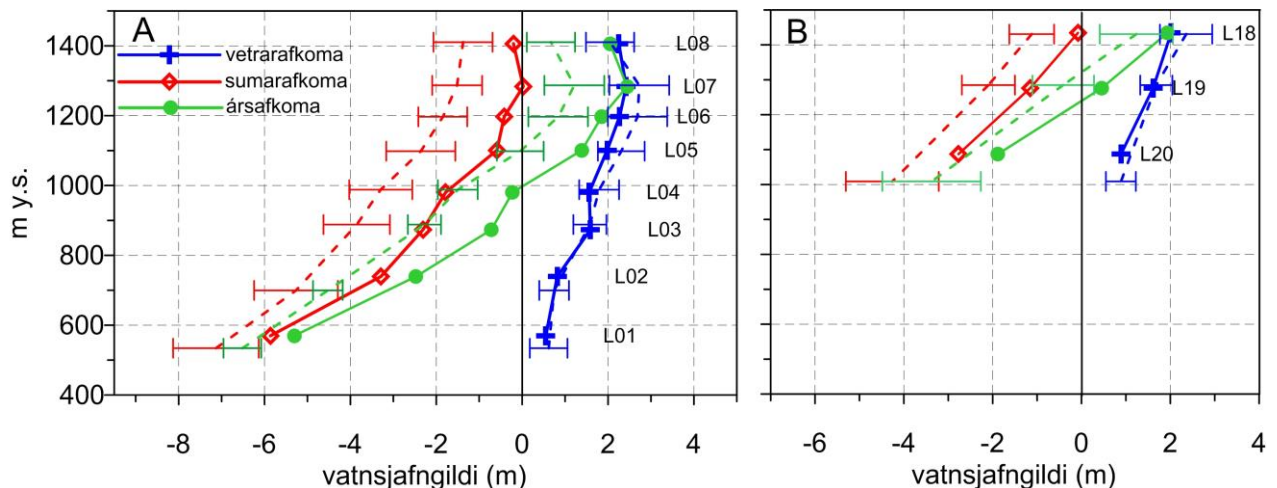 A
vetrarafkoma
sumarafkoma
ársafkoma
m y.s.
1400
1200
1000
800
600
400
L08
L07
L06
L05
L04
L03
L02
L01
-8 -6 -4 -2 0 2 4
vatnsjafngildi (m)
B
L18
L19
L20
-6 -4 -2 0 2 4
vatnsjafngildi (m)